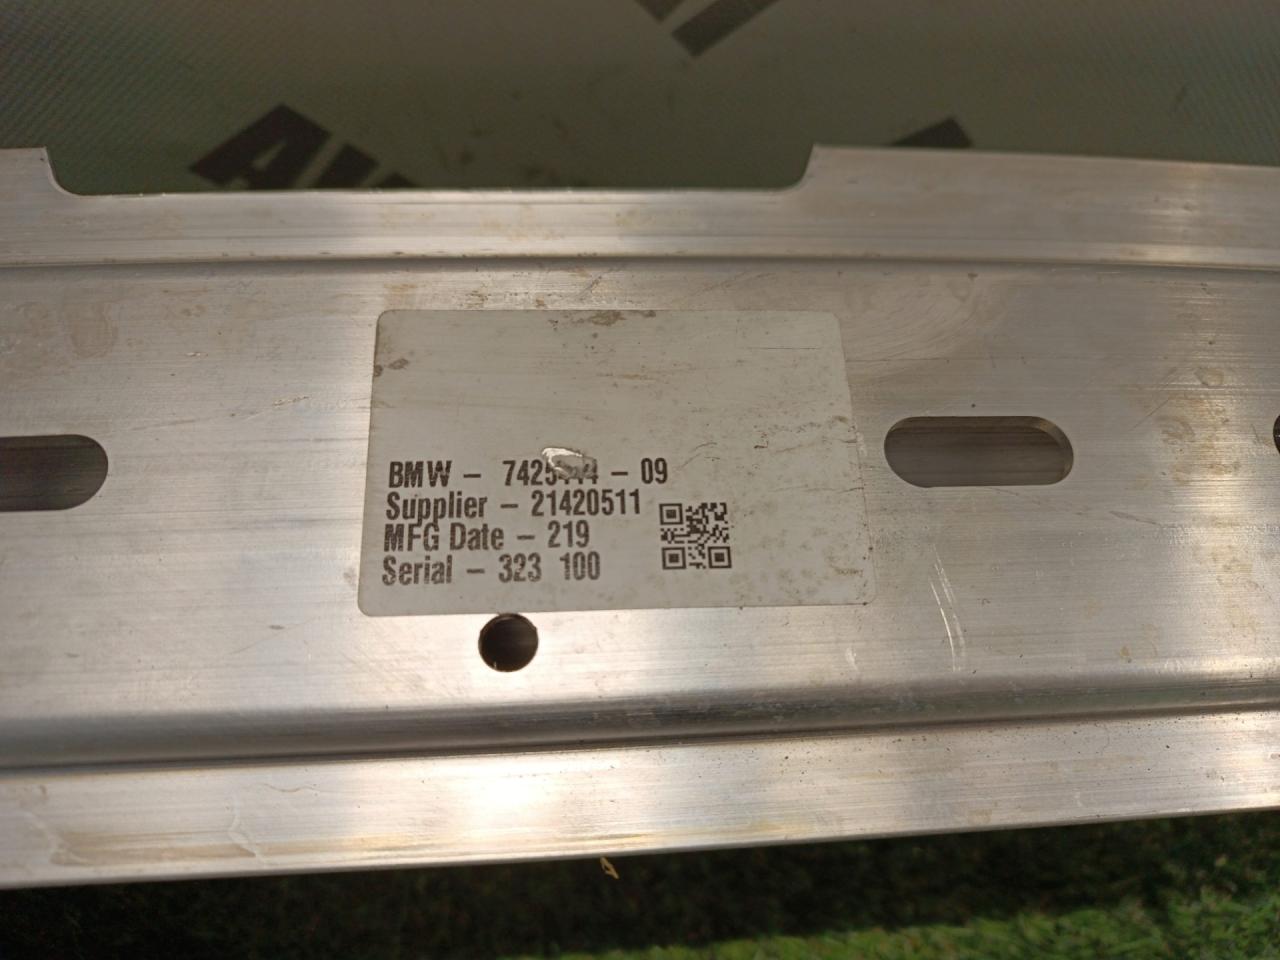 BMW - - 09
Supplier - 21420511
MFG Date - 219
Serial - 323 100